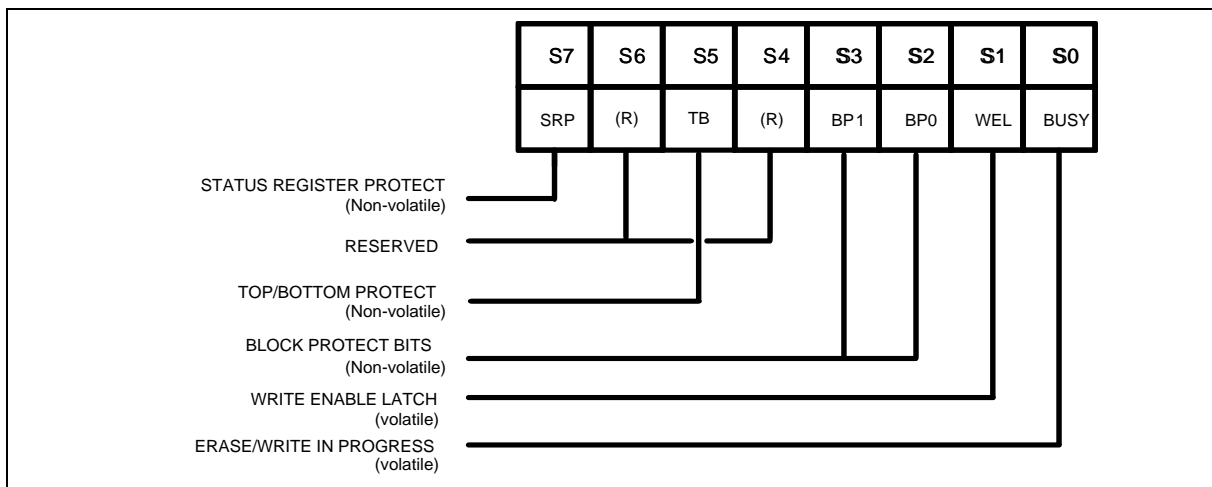 S7 S6 S5 S4 S3 S2 S1 S0
SRP (R) TB (R) BP1 BP0 WEL BUSY
STATUS REGISTER PROTECT
(Non-volatile)
RESERVED
TOP/BOTTOM PROTECT
(Non-volatile)
BLOCK PROTECT BITS
(Non-volatile)
WRITE ENABLE LATCH
(volatile)
ERASE/WRITE IN PROGRESS
(volatile)